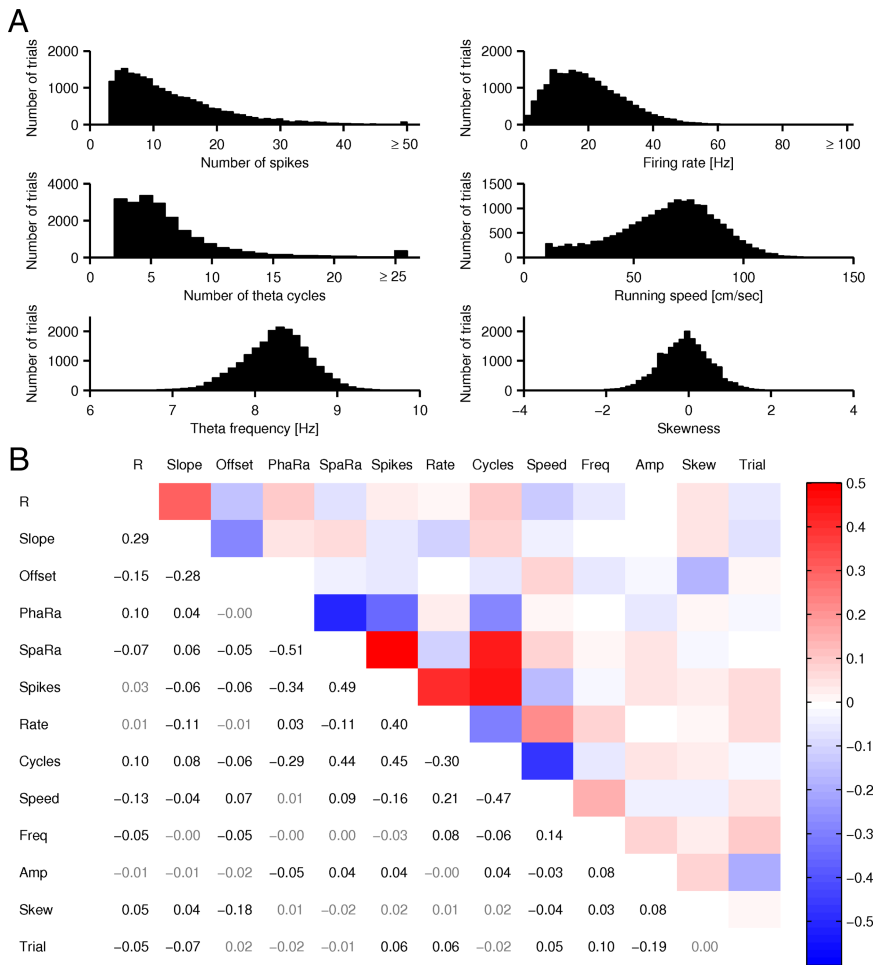 A
Number of trials
2000
1000
0
0 10 20 30 40 ≥ 50
Number of spikes
Number of trials
2000
1000
0
0 20 40 60 80 ≥ 100
Firing rate [Hz]
Number of trials
4000
2000
0
0 5 10 15 20 ≥ 25
Number of theta cycles
Number of trials
1500
1000
500
0
0 50 100 150
Running speed [cm/sec]
Number of trials
2000
1000
0
6 7 8 9 10
Theta frequency [Hz]
Number of trials
2000
1000
0
−4 −2 0 2 4
Skewness
B
R Slope Offset PhaRa SpaRa Spikes Rate Cycles Speed Freq Amp Skew Trial
R
Slope 0.29
Offset −0.15 −0.28
PhaRa 0.10 0.04 −0.00
SpaRa −0.07 0.06 −0.05 −0.51
Spikes 0.03 −0.06 −0.06 −0.34 0.49
Rate 0.01 −0.11 −0.01 0.03 −0.11 0.40
Cycles 0.10 0.08 −0.06 −0.29 0.44 0.45 −0.30
Speed −0.13 −0.04 0.07 0.01 0.09 −0.16 0.21 −0.47
Freq −0.05 −0.00 −0.05 −0.00 0.00 −0.03 0.08 −0.06 0.14
Amp −0.01 −0.01 −0.02 −0.05 0.04 0.04 −0.00 0.04 −0.03 0.08
Skew 0.05 0.04 −0.18 0.01 −0.02 0.02 0.01 0.02 −0.04 0.03 0.08
Trial −0.05 −0.07 0.02 −0.02 −0.01 0.06 0.06 −0.02 0.05 0.10 −0.19 0.00
0.5
0.4
0.3
0.2
0.1
0
−0.1
−0.2
−0.3
−0.4
−0.5